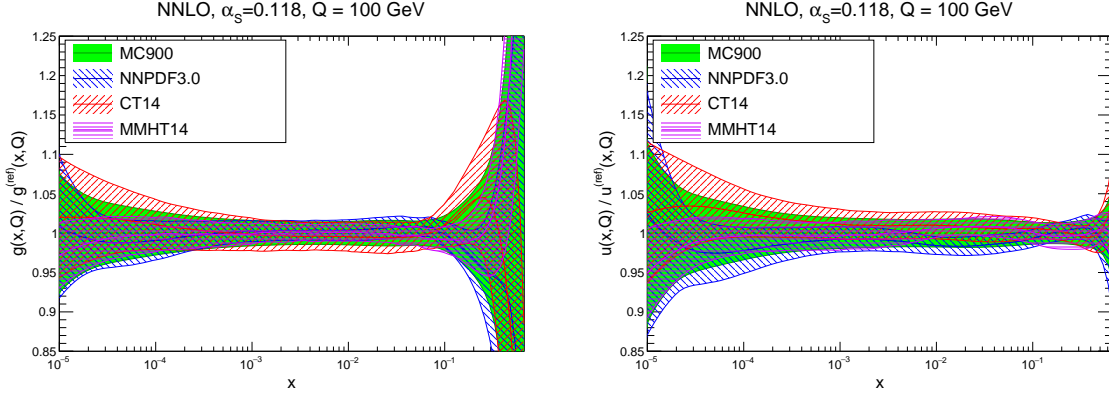 NNLO, α_S=0.118, Q = 100 GeV
g(x,Q) / g^(ref)(x,Q)
1.25
1.2
1.15
1.1
1.05
1
0.95
0.9
0.85
MC900
NNPDF3.0
CT14
MMHT14
10⁻⁵
10⁻⁴
10⁻³
10⁻²
10⁻¹
x
NNLO, α_S=0.118, Q = 100 GeV
u(x,Q) / u^(ref)(x,Q)
1.25
1.2
1.15
1.1
1.05
1
0.95
0.9
0.85
MC900
NNPDF3.0
CT14
MMHT14
10⁻⁵
10⁻⁴
10⁻³
10⁻²
10⁻¹
x